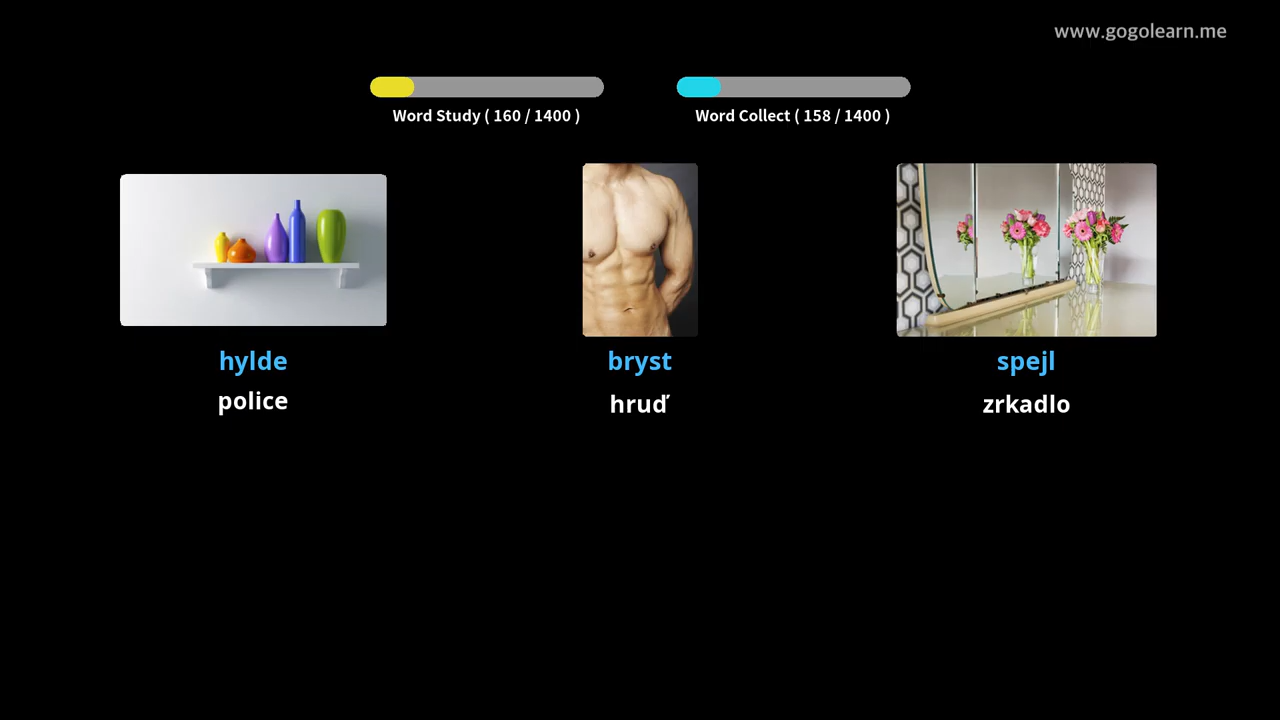 www.gogolearn.me
Word Study ( 160 / 1400 )
Word Collect ( 158 / 1400 )
hylde
bryst
spejl
police
hruď
zrkadlo